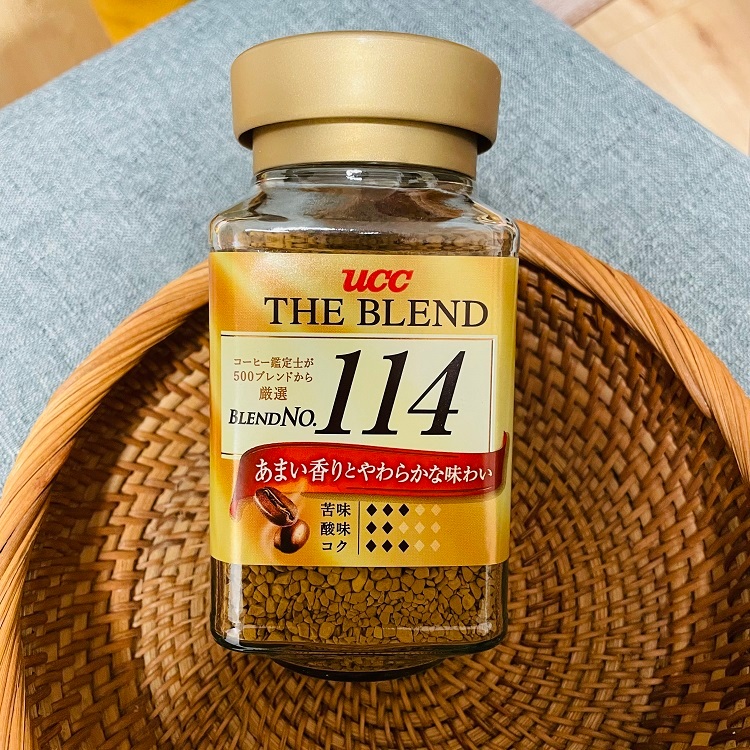 UCC
THE BLEND
コーヒー鑑定士が
500ブレンドから
厳選
BLEND NO. 114
あまい香りとやわらかな味わい
苦味 ◆◆◆◇◇
酸味 ◆◆◇◇◇
コク ◆◆◆◇◇